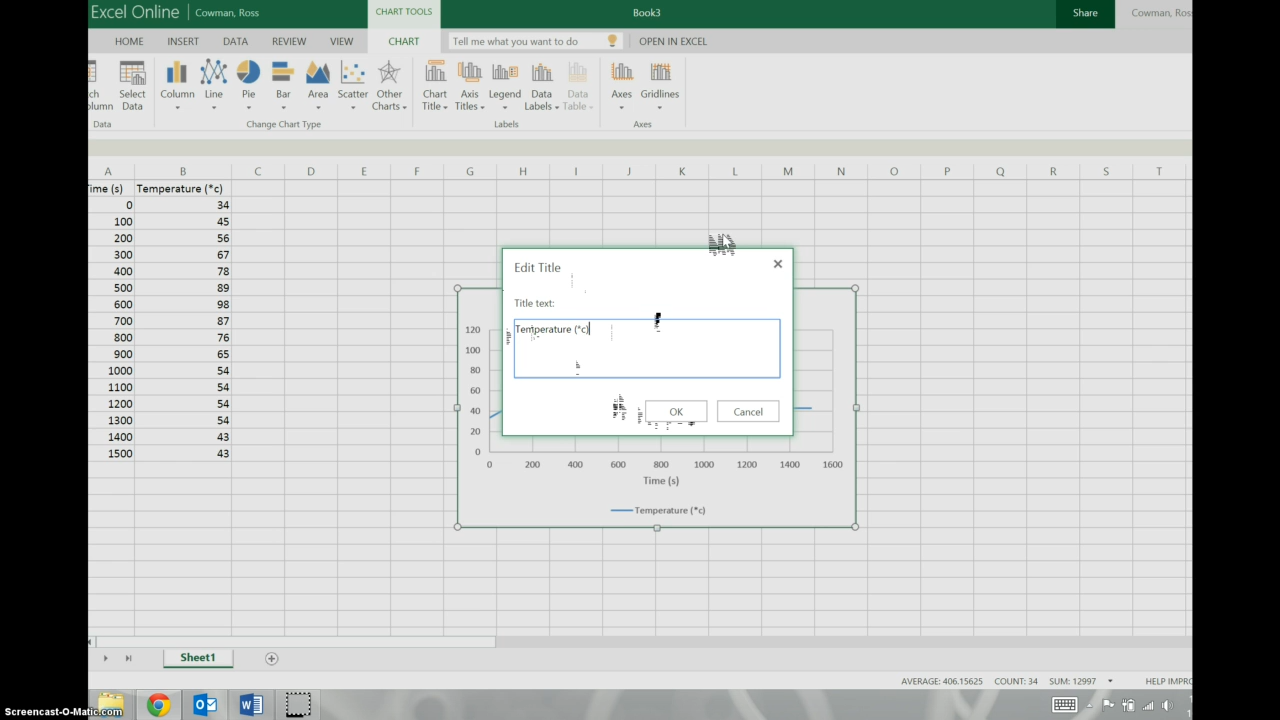 Excel Online Cowman, Ross CHART TOOLS Book3 Share Cowman, Ros
HOME INSERT DATA REVIEW VIEW CHART Tell me what you want to do OPEN IN EXCEL
Select Data Column Line Pie Bar Area Scatter Other Charts Chart Title Axis Titles Legend Data Labels Data Table Axes Gridlines
Data Change Chart Type Labels Axes
A B C D E F G H I J K L M N O P Q R S T
Time (s) Temperature (*c)
0 34
100 45
200 56
300 67
400 78
500 89
600 98
700 87
800 76
900 65
1000 54
1100 54
1200 54
1300 54
1400 43
1500 43
Edit Title
Title text:
Temperature (*c)
OK Cancel
120
100
80
60
40
20
0
0 200 400 600 800 1000 1200 1400 1600
Time (s)
Temperature (*c)
Sheet1
AVERAGE: 406.15625 COUNT: 34 SUM: 12997 HELP IMPRO
Screencast-O-Matic.com